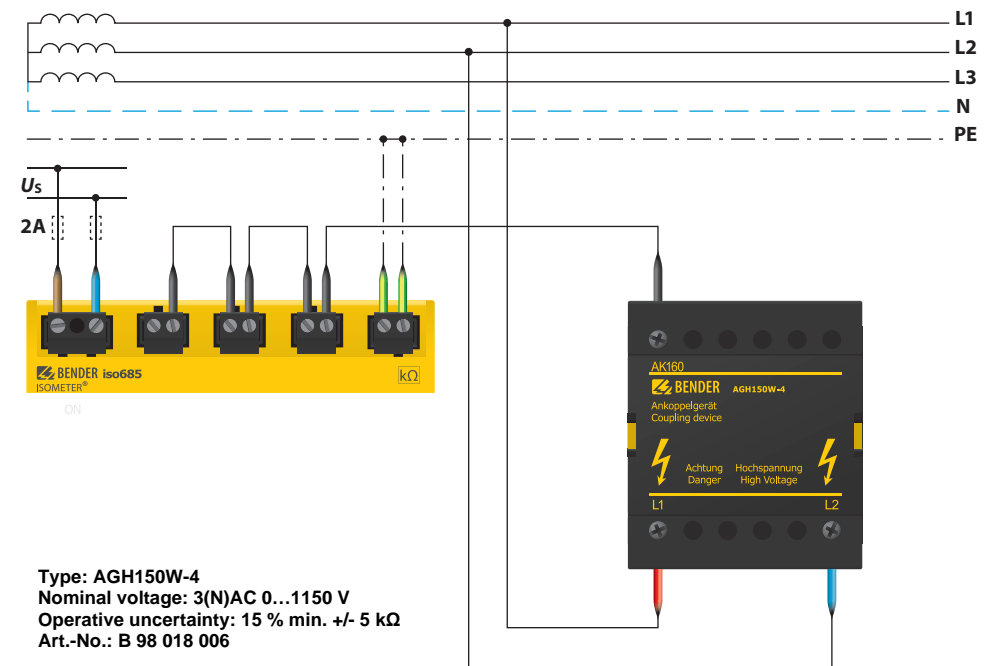 L1
L2
L3
N
PE
Us
2A
BENDER iso685
ISOMETER®
kΩ
ON
AK160
BENDER AGH150W-4
Ankoppelgerät
Coupling device
Achtung Hochspannung
Danger High Voltage
L1 L2
Type: AGH150W-4
Nominal voltage: 3(N)AC 0…1150 V
Operative uncertainty: 15 % min. +/- 5 kΩ
Art.-No.: B 98 018 006